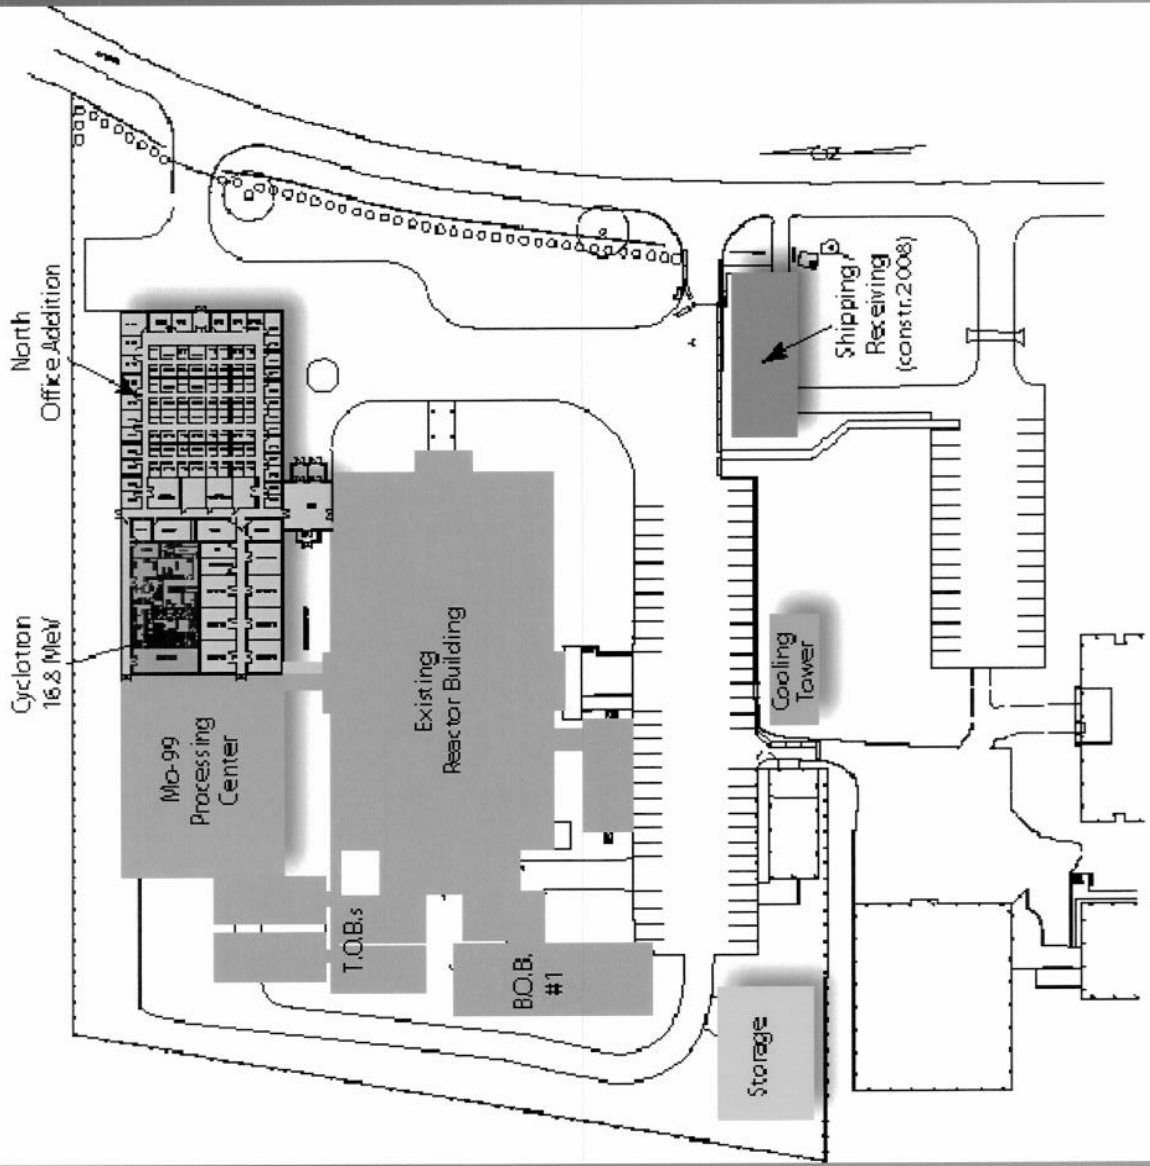 North
Office Addition
Cyclotron
16.8 MeV
Mo-99
Processing
Center
Existing
Reactor Building
Shipping
Receiving
(constr.2008)
Cooling
Tower
T.O.B.s
B.O.B.
#1
Storage